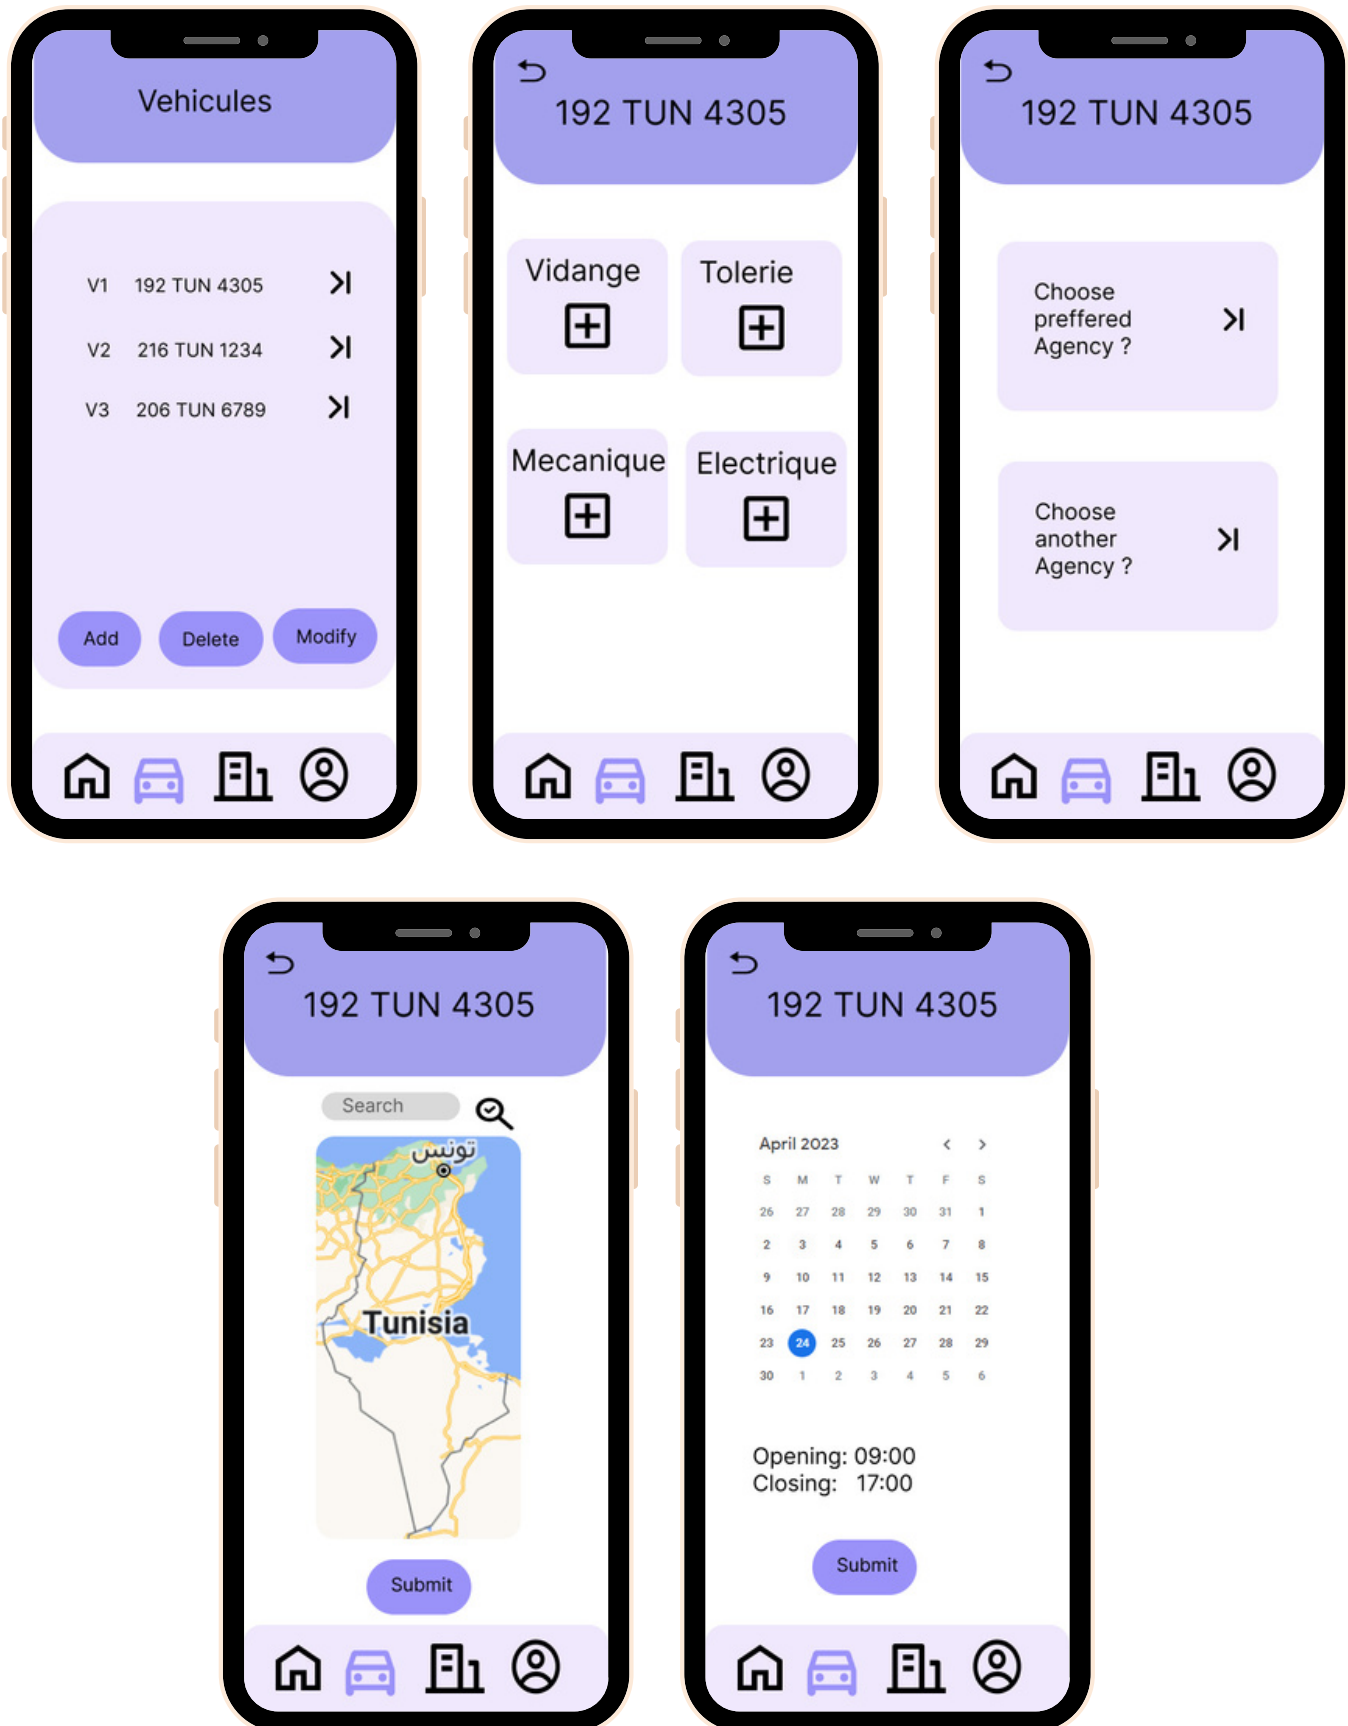 Vehicules
V1 192 TUN 4305
V2 216 TUN 1234
V3 206 TUN 6789
Add Delete Modify
192 TUN 4305
Vidange Tolerie
Mecanique Electrique
192 TUN 4305
Choose
preffered
Agency ?
Choose
another
Agency ?
192 TUN 4305
Search
تونس
Tunisia
Submit
192 TUN 4305
April 2023
S M T W T F S
26 27 28 29 30 31 1
2 3 4 5 6 7 8
9 10 11 12 13 14 15
16 17 18 19 20 21 22
23 24 25 26 27 28 29
30 1 2 3 4 5 6
Opening: 09:00
Closing: 17:00
Submit